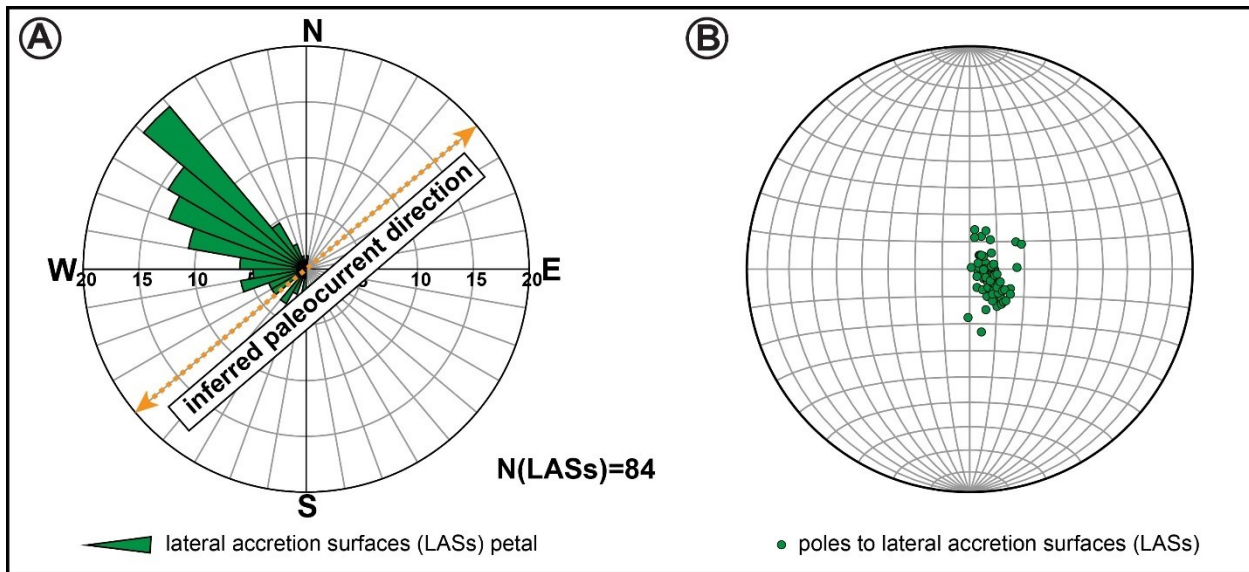 A
B
N
W
E
20
15
10
5
5
10
15
20
inferred paleocurrent direction
S
N(LASs)=84
lateral accretion surfaces (LASs) petal
poles to lateral accretion surfaces (LASs)